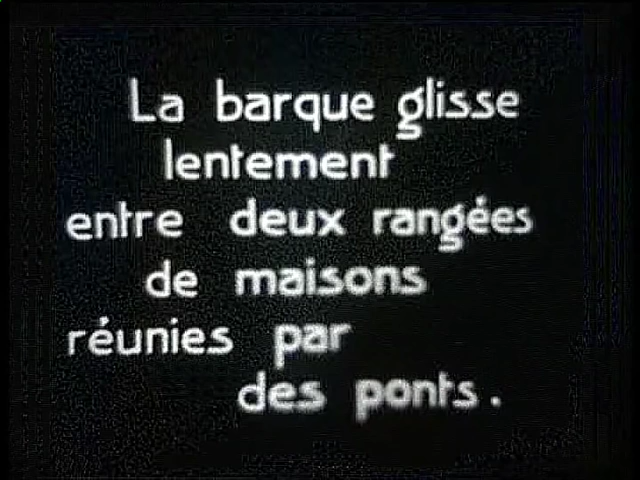 La barque glisse
lentement
entre deux rangées
de maisons
réunies par
des ponts.